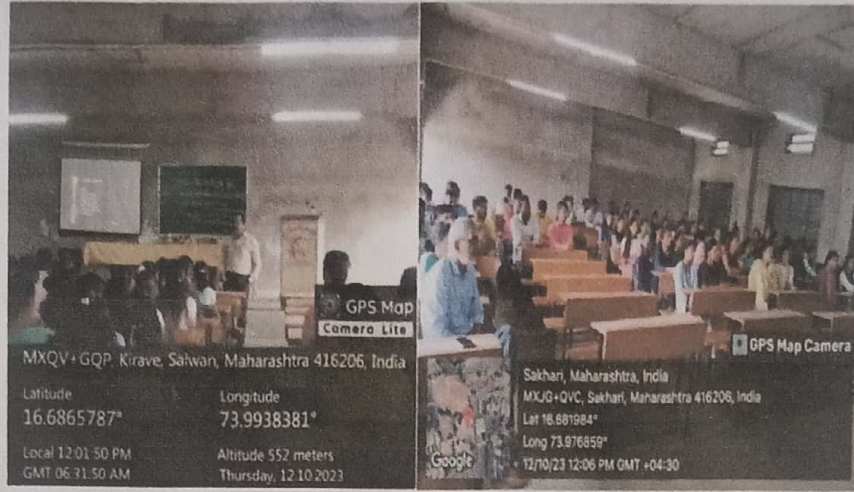 GPS Map
Camera Lite
MXQV+GQP, Kirave, Salwan, Maharashtra 416206, India
Latitude
16.6865787°
Longitude
73.9938381°
Local 12:01:50 PM
GMT 06:31:50 AM
Altitude 552 meters
Thursday, 12.10.2023
GPS Map Camera
Sakhari, Maharashtra, India
MXJG+QVC, Sakhari, Maharashtra 416206, India
Lat 16.681984°
Long 73.976859°
12/10/23 12:06 PM GMT +04:30
Google